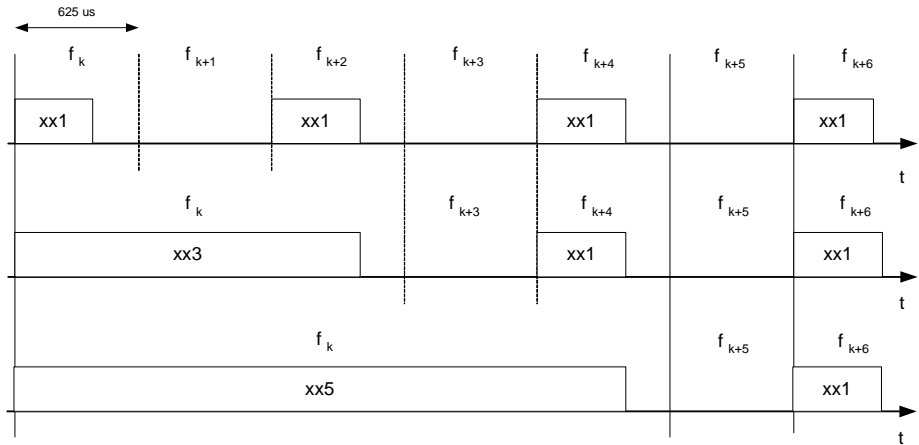 625 us
f k f k+1 f k+2 f k+3 f k+4 f k+5 f k+6
xx1 xx1 xx1 xx1
t
f k f k+3 f k+4 f k+5 f k+6
xx3 xx1 xx1
t
f k f k+5 f k+6
xx5 xx1
t